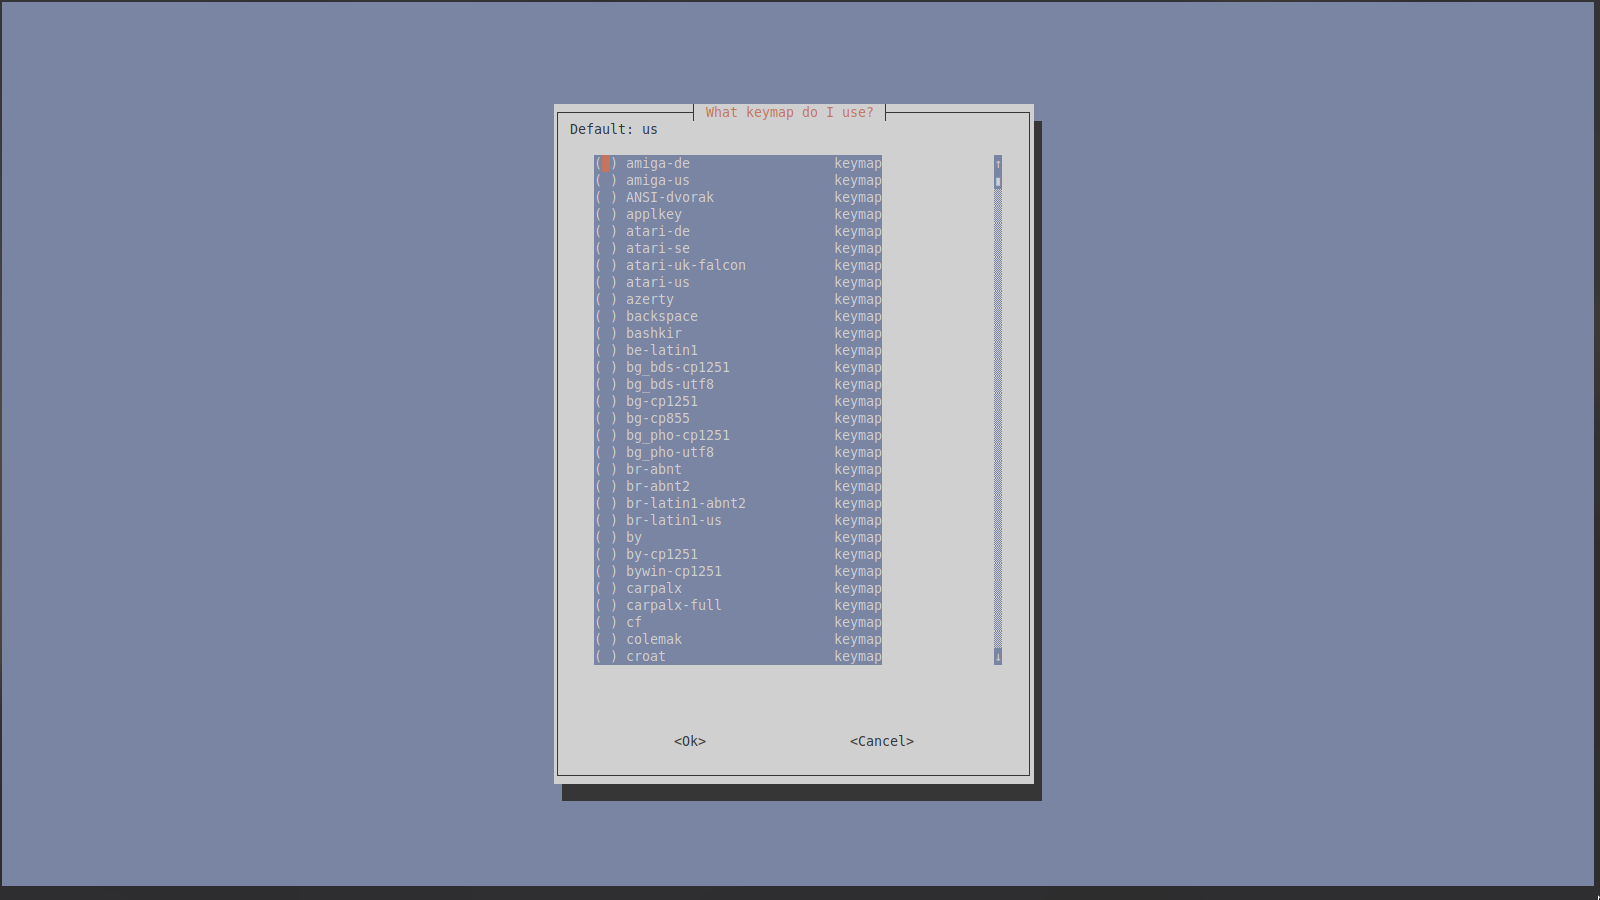 What keymap do I use?
Default: us
( ) amiga-de keymap ↑
( ) amiga-us keymap
( ) ANSI-dvorak keymap
( ) applkey keymap
( ) atari-de keymap
( ) atari-se keymap
( ) atari-uk-falcon keymap
( ) atari-us keymap
( ) azerty keymap
( ) backspace keymap
( ) bashkir keymap
( ) be-latin1 keymap
( ) bg_bds-cp1251 keymap
( ) bg_bds-utf8 keymap
( ) bg-cp1251 keymap
( ) bg-cp855 keymap
( ) bg_pho-cp1251 keymap
( ) bg_pho-utf8 keymap
( ) br-abnt keymap
( ) br-abnt2 keymap
( ) br-latin1-abnt2 keymap
( ) br-latin1-us keymap
( ) by keymap
( ) by-cp1251 keymap
( ) bywin-cp1251 keymap
( ) carpalx keymap
( ) carpalx-full keymap
( ) cf keymap
( ) colemak keymap
( ) croat keymap ↓
<Ok> <Cancel>